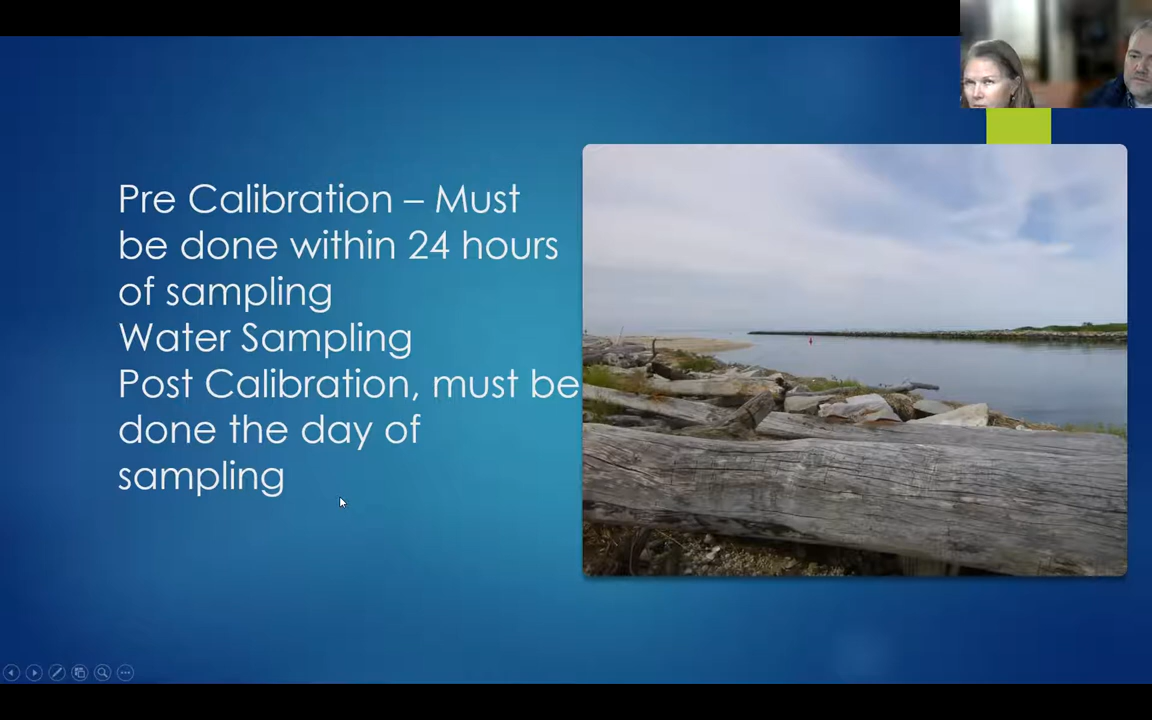 Pre Calibration – Must
be done within 24 hours
of sampling
Water Sampling
Post Calibration, must be
done the day of
sampling